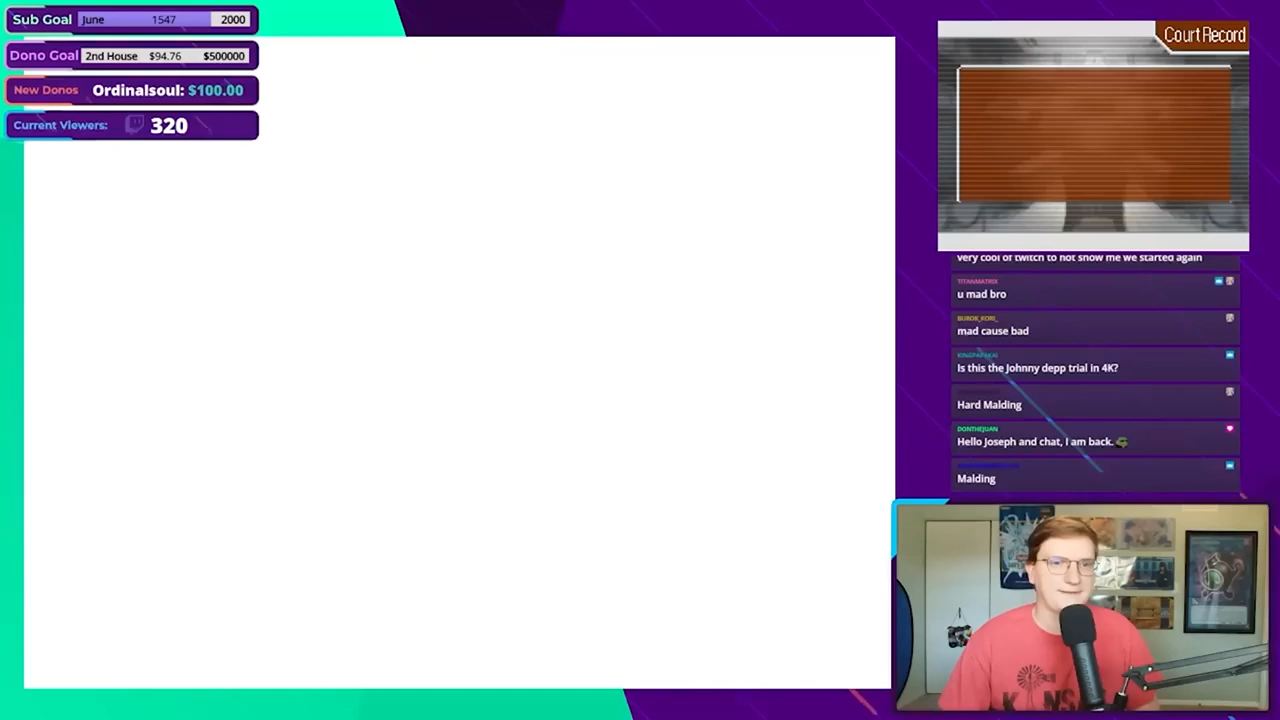 Sub Goal June 1547 2000
Dono Goal 2nd House $94.76 $500000
New Donos Ordinalsoul: $100.00
Current Viewers: 320
Court Record
very cool of twitch to not show me we started again
TITANMATRIX
u mad bro
mad cause bad
Is this the Johnny depp trial in 4K?
Hard Malding
DONTHEJUAN
Hello Joseph and chat, I am back.
Malding